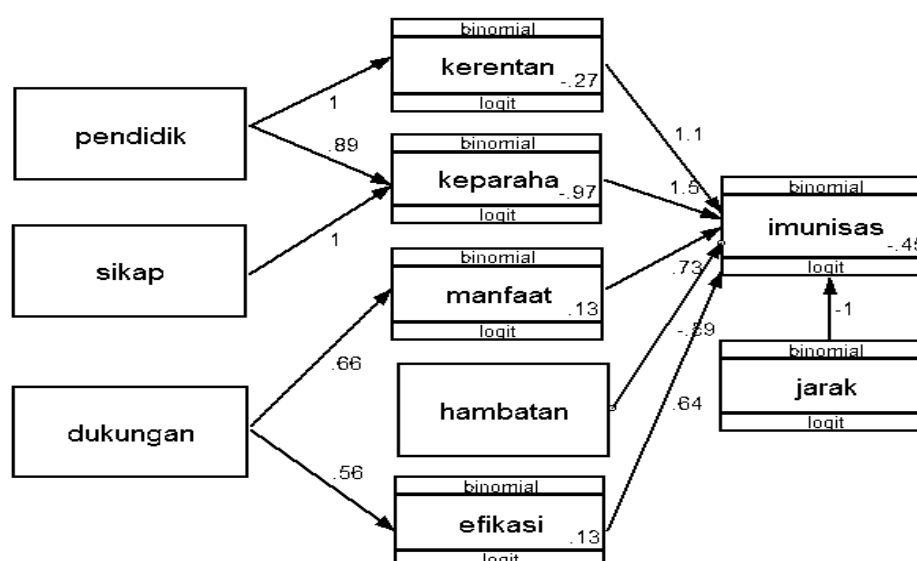 binomial
kerentan
-.27
logit
pendidik
1
.89
binomial
keparaha
-.97
logit
1.1
1.5
binomial
imunisas
-.45
logit
sikap
1
binomial
manfaat
.13
logit
.73
-.89
-1
.66
hambatan
.64
binomial
jarak
logit
dukungan
.56
binomial
efikasi
.13
logit